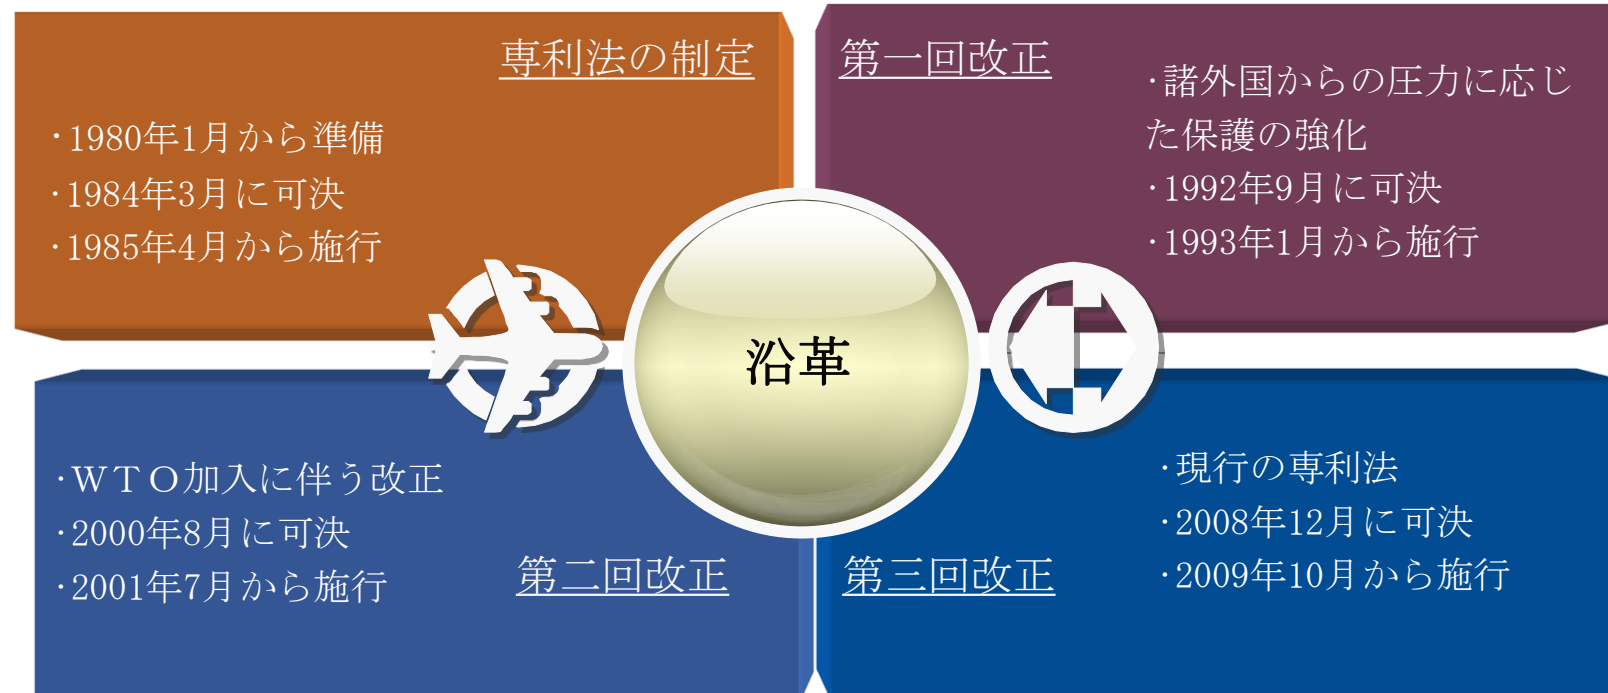 専利法の制定
・1980年1月から準備
・1984年3月に可決
・1985年4月から施行
第一回改正
・諸外国からの圧力に応じ
た保護の強化
・1992年9月に可決
・1993年1月から施行
沿革
・ＷＴＯ加入に伴う改正
・2000年8月に可決
・2001年7月から施行
第二回改正
第三回改正
・現行の専利法
・2008年12月に可決
・2009年10月から施行